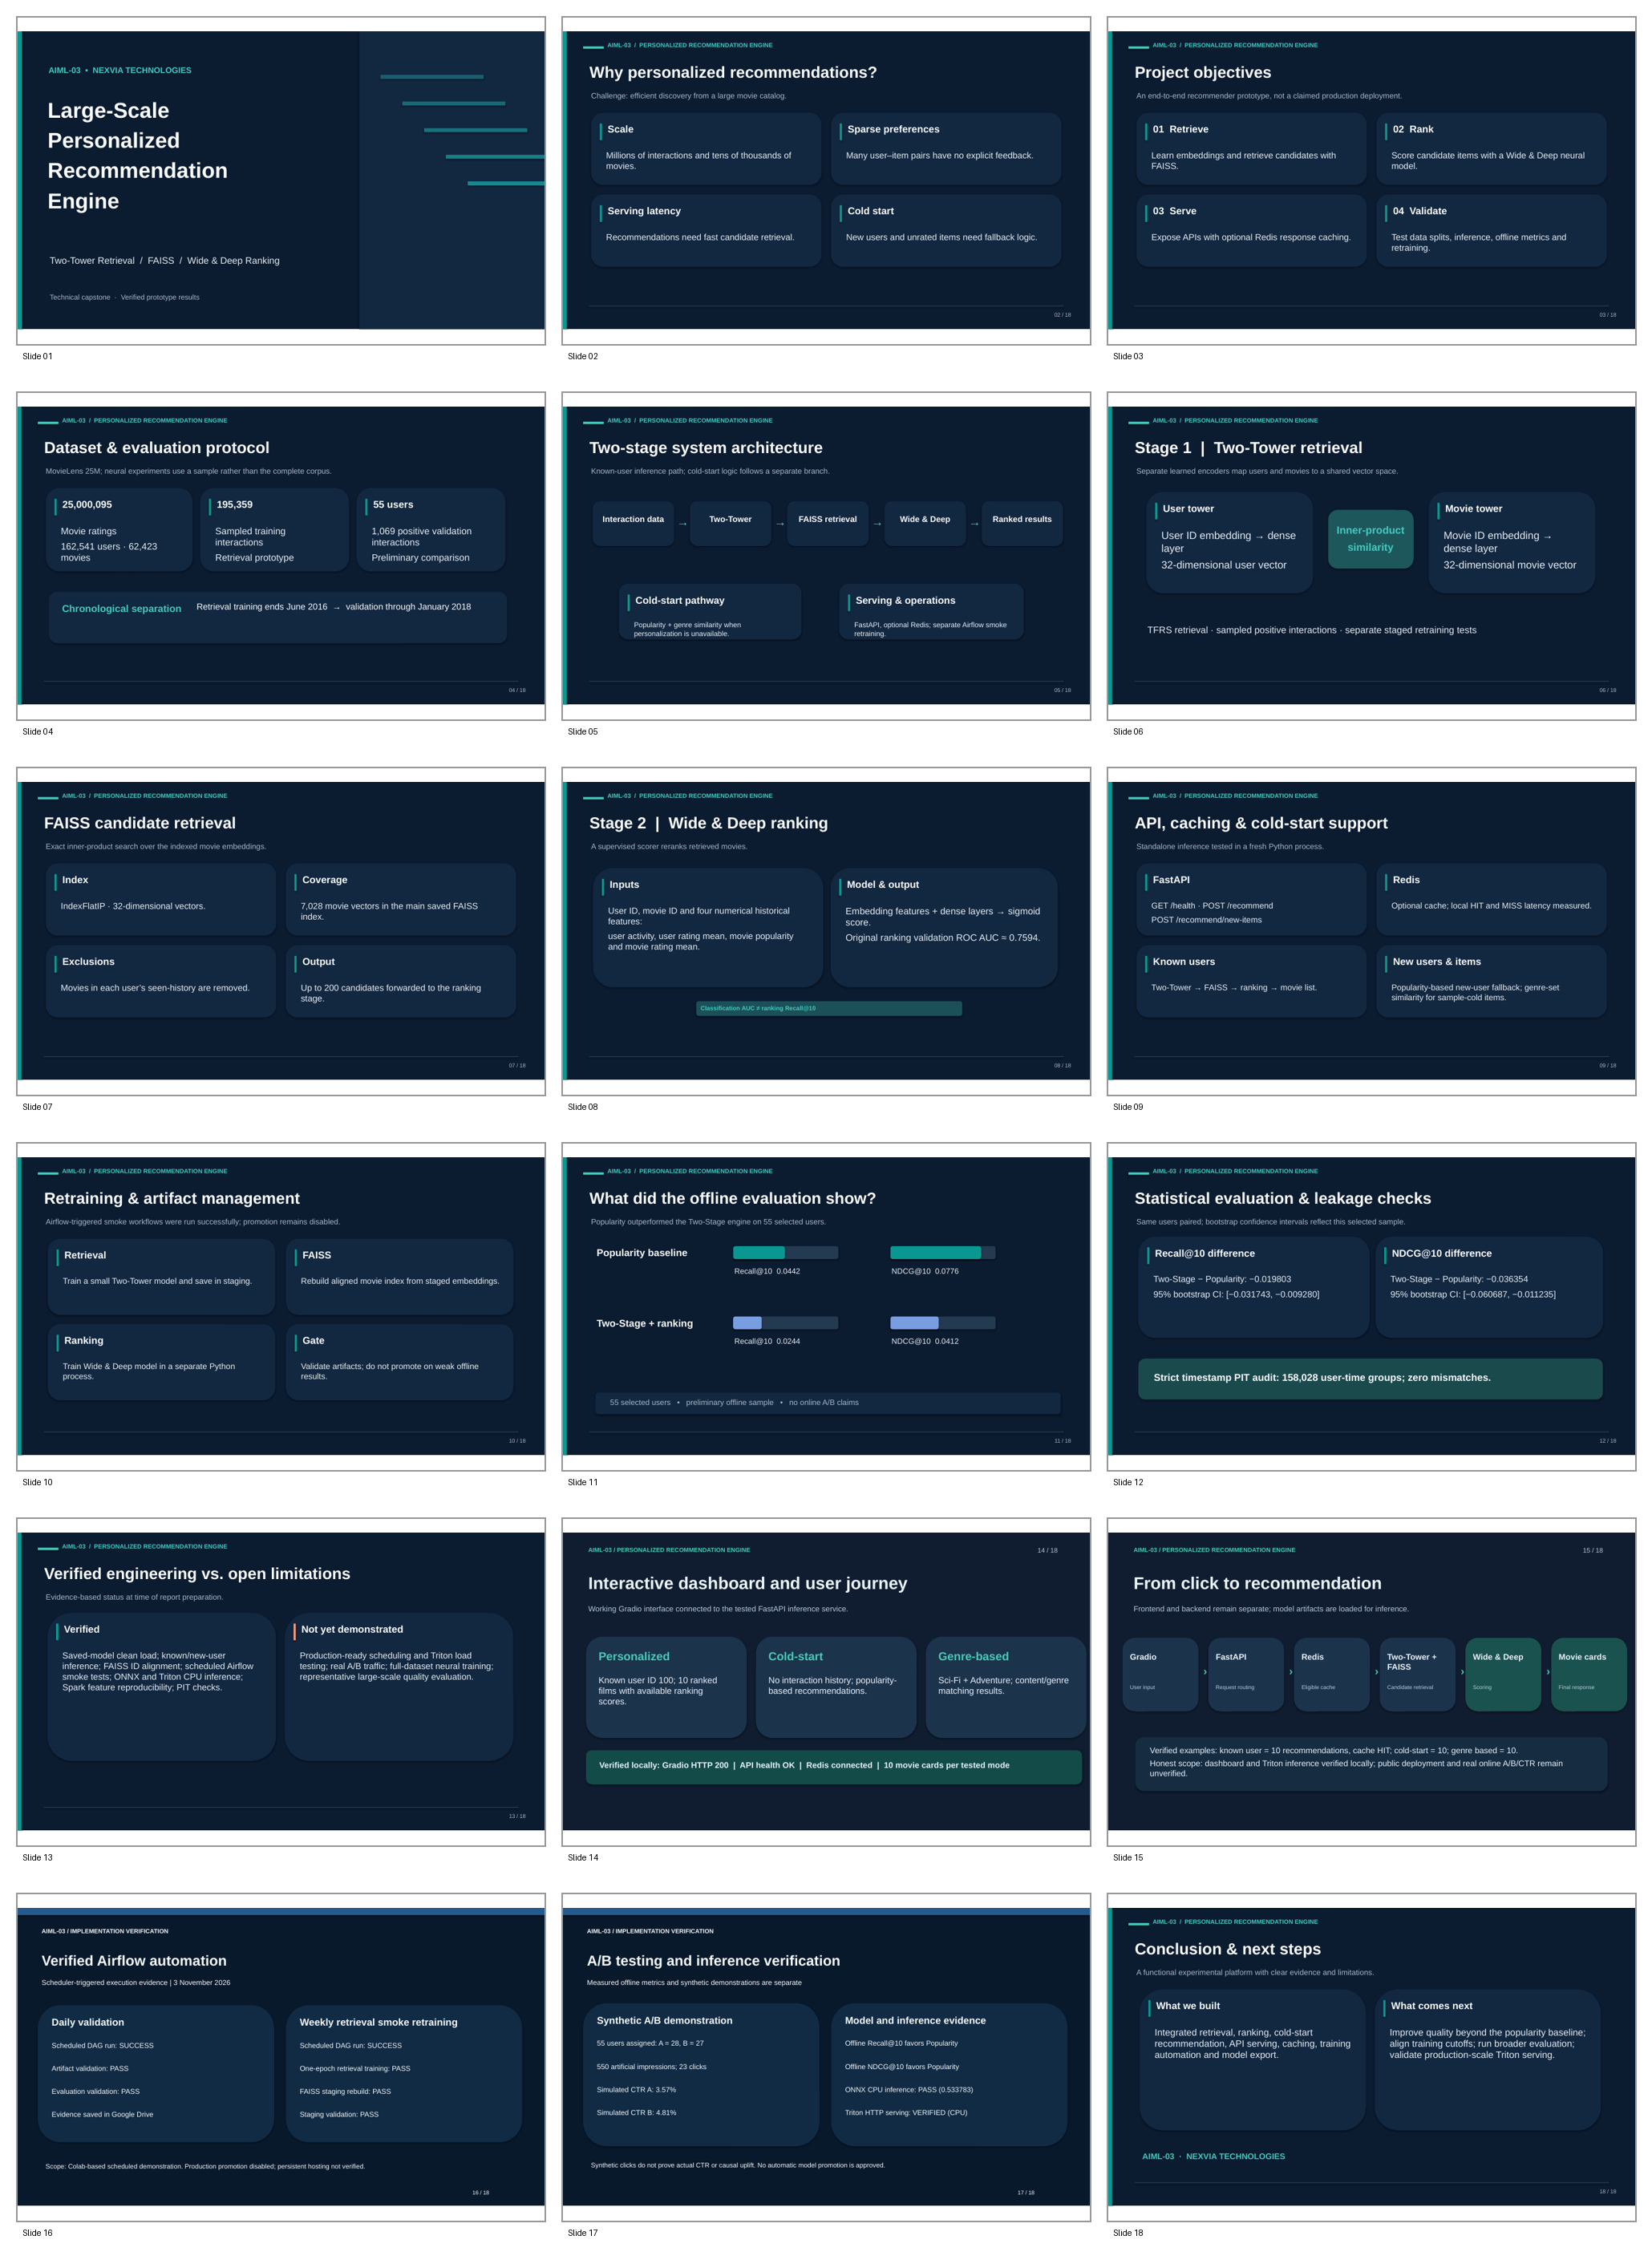 AIML-03 • NEXVIA TECHNOLOGIES
Large-Scale
Personalized
Recommendation
Engine
Two-Tower Retrieval / FAISS / Wide & Deep Ranking
Technical capstone · Verified prototype results
Slide 01
AIML-03 / PERSONALIZED RECOMMENDATION ENGINE
Why personalized recommendations?
Challenge: efficient discovery from a large movie catalog.
Scale
Millions of interactions and tens of thousands of
movies.
Sparse preferences
Many user–item pairs have no explicit feedback.
Serving latency
Recommendations need fast candidate retrieval.
Cold start
New users and unrated items need fallback logic.
02 / 18
Slide 02
AIML-03 / PERSONALIZED RECOMMENDATION ENGINE
Project objectives
An end-to-end recommender prototype, not a claimed production deployment.
01 Retrieve
Learn embeddings and retrieve candidates with
FAISS.
02 Rank
Score candidate items with a Wide & Deep neural
model.
03 Serve
Expose APIs with optional Redis response caching.
04 Validate
Test data splits, inference, offline metrics and
retraining.
03 / 18
Slide 03
AIML-03 / PERSONALIZED RECOMMENDATION ENGINE
Dataset & evaluation protocol
MovieLens 25M; neural experiments use a sample rather than the complete corpus.
25,000,095
Movie ratings
162,541 users · 62,423
movies
195,359
Sampled training
interactions
Retrieval prototype
55 users
1,069 positive validation
interactions
Preliminary comparison
Chronological separation
Retrieval training ends June 2016 → validation through January 2018
04 / 18
Slide 04
AIML-03 / PERSONALIZED RECOMMENDATION ENGINE
Two-stage system architecture
Known-user inference path; cold-start logic follows a separate branch.
Interaction data → Two-Tower → FAISS retrieval → Wide & Deep → Ranked results
Cold-start pathway
Popularity + genre similarity when
personalization is unavailable.
Serving & operations
FastAPI, optional Redis; separate Airflow smoke
retraining.
05 / 18
Slide 05
AIML-03 / PERSONALIZED RECOMMENDATION ENGINE
Stage 1 | Two-Tower retrieval
Separate learned encoders map users and movies to a shared vector space.
User tower
User ID embedding → dense
layer
32-dimensional user vector
Inner-product
similarity
Movie tower
Movie ID embedding →
dense layer
32-dimensional movie vector
TFRS retrieval · sampled positive interactions · separate staged retraining tests
06 / 18
Slide 06
AIML-03 / PERSONALIZED RECOMMENDATION ENGINE
FAISS candidate retrieval
Exact inner-product search over the indexed movie embeddings.
Index
IndexFlatIP · 32-dimensional vectors.
Coverage
7,028 movie vectors in the main saved FAISS
index.
Exclusions
Movies in each user's seen-history are removed.
Output
Up to 200 candidates forwarded to the ranking
stage.
07 / 18
Slide 07
AIML-03 / PERSONALIZED RECOMMENDATION ENGINE
Stage 2 | Wide & Deep ranking
A supervised scorer reranks retrieved movies.
Inputs
User ID, movie ID and four numerical historical
features:
user activity, user rating mean, movie popularity
and movie rating mean.
Model & output
Embedding features + dense layers → sigmoid
score.
Original ranking validation ROC AUC = 0.7594.
Classification AUC ≠ ranking Recall@10
08 / 18
Slide 08
AIML-03 / PERSONALIZED RECOMMENDATION ENGINE
API, caching & cold-start support
Standalone inference tested in a fresh Python process.
FastAPI
GET /health · POST /recommend
POST /recommend/new-items
Redis
Optional cache; local HIT and MISS latency measured.
Known users
Two-Tower → FAISS → ranking → movie list.
New users & items
Popularity-based new-user fallback; genre-set
similarity for sample-cold items.
09 / 18
Slide 09
AIML-03 / PERSONALIZED RECOMMENDATION ENGINE
Retraining & artifact management
Airflow-triggered smoke workflows were run successfully; promotion remains disabled.
Retrieval
Train a small Two-Tower model and save in staging.
FAISS
Rebuild aligned movie index from staged embeddings.
Ranking
Train Wide & Deep model in a separate Python
process.
Gate
Validate artifacts; do not promote on weak offline
results.
10 / 18
Slide 10
AIML-03 / PERSONALIZED RECOMMENDATION ENGINE
What did the offline evaluation show?
Popularity outperformed the Two-Stage engine on 55 selected users.
Popularity baseline
Recall@10 0.0442
NDCG@10 0.0776
Two-Stage + ranking
Recall@10 0.0244
NDCG@10 0.0412
55 selected users • preliminary offline sample • no online A/B claims
11 / 18
Slide 11
AIML-03 / PERSONALIZED RECOMMENDATION ENGINE
Statistical evaluation & leakage checks
Same users paired; bootstrap confidence intervals reflect this selected sample.
Recall@10 difference
Two-Stage − Popularity: −0.019803
95% bootstrap CI: [−0.031743, −0.009280]
NDCG@10 difference
Two-Stage − Popularity: −0.036354
95% bootstrap CI: [−0.060687, −0.011235]
Strict timestamp PIT audit: 158,028 user-time groups; zero mismatches.
12 / 18
Slide 12
AIML-03 / PERSONALIZED RECOMMENDATION ENGINE
Verified engineering vs. open limitations
Evidence-based status at time of report preparation.
Verified
Saved-model clean load; known/new-user
inference; FAISS ID alignment; scheduled Airflow
smoke tests; ONNX and Triton CPU inference;
Spark feature reproducibility; PIT checks.
Not yet demonstrated
Production-ready scheduling and Triton load
testing; real A/B traffic; full-dataset neural training;
representative large-scale quality evaluation.
13 / 18
Slide 13
AIML-03 / PERSONALIZED RECOMMENDATION ENGINE
14 / 18
Interactive dashboard and user journey
Working Gradio interface connected to the tested FastAPI inference service.
Personalized
Known user ID 100; 10 ranked
films with available ranking
scores.
Cold-start
No interaction history; popularity-
based recommendations.
Genre-based
Sci-Fi + Adventure; content/genre
matching results.
Verified locally: Gradio HTTP 200 | API health OK | Redis connected | 10 movie cards per tested mode
Slide 14
AIML-03 / PERSONALIZED RECOMMENDATION ENGINE
15 / 18
From click to recommendation
Frontend and backend remain separate; model artifacts are loaded for inference.
Gradio
User input
›
FastAPI
Request routing
›
Redis
Eligible cache
›
Two-Tower +
FAISS
Candidate retrieval
›
Wide & Deep
Scoring
›
Movie cards
Final response
Verified examples: known user = 10 recommendations, cache HIT; cold-start = 10; genre based = 10.
Honest scope: dashboard and Triton inference verified locally; public deployment and real online A/B/CTR remain
unverified.
Slide 15
AIML-03 / IMPLEMENTATION VERIFICATION
Verified Airflow automation
Scheduler-triggered execution evidence | 3 November 2026
Daily validation
Scheduled DAG run: SUCCESS
Artifact validation: PASS
Evaluation validation: PASS
Evidence saved in Google Drive
Weekly retrieval smoke retraining
Scheduled DAG run: SUCCESS
One-epoch retrieval training: PASS
FAISS staging rebuild: PASS
Staging validation: PASS
Scope: Colab-based scheduled demonstration. Production promotion disabled; persistent hosting not verified.
16 / 18
Slide 16
AIML-03 / IMPLEMENTATION VERIFICATION
A/B testing and inference verification
Measured offline metrics and synthetic demonstrations are separate
Synthetic A/B demonstration
55 users assigned: A = 28, B = 27
550 artificial impressions; 23 clicks
Simulated CTR A: 3.57%
Simulated CTR B: 4.81%
Model and inference evidence
Offline Recall@10 favors Popularity
Offline NDCG@10 favors Popularity
ONNX CPU inference: PASS (0.533783)
Triton HTTP serving: VERIFIED (CPU)
Synthetic clicks do not prove actual CTR or causal uplift. No automatic model promotion is approved.
17 / 18
Slide 17
AIML-03 / PERSONALIZED RECOMMENDATION ENGINE
Conclusion & next steps
A functional experimental platform with clear evidence and limitations.
What we built
Integrated retrieval, ranking, cold-start
recommendation, API serving, caching, training
automation and model export.
What comes next
Improve quality beyond the popularity baseline;
align training cutoffs; run broader evaluation;
validate production-scale Triton serving.
AIML-03 · NEXVIA TECHNOLOGIES
18 / 18
Slide 18